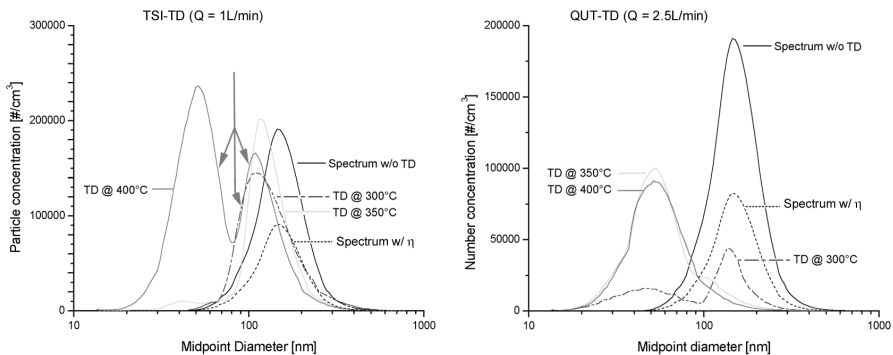 TSI-TD (Q = 1L/min)
Particle concentration [#/cm³]
300000
200000
100000
0
TD @ 400°C
Spectrum w/o TD
TD @ 300°C
TD @ 350°C
Spectrum w/ η
10
100
1000
Midpoint Diameter [nm]
QUT-TD (Q = 2.5L/min)
Number concentration [#/cm³]
200000
150000
100000
50000
0
Spectrum w/o TD
TD @ 350°C
TD @ 400°C
Spectrum w/ η
TD @ 300°C
10
100
1000
Midpoint diameter [nm]